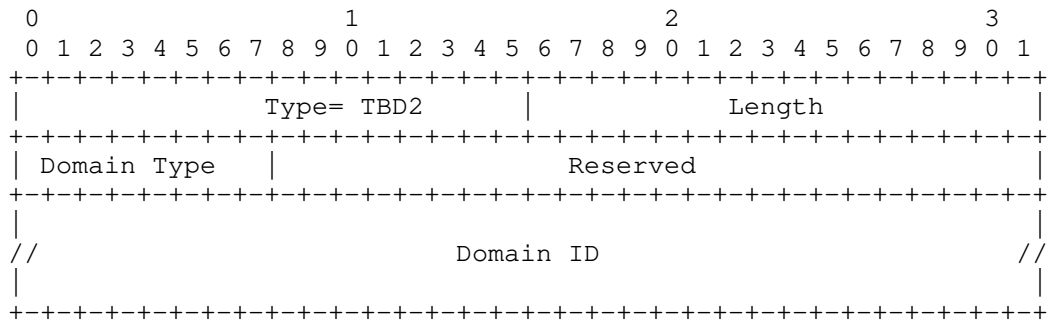 0                   1                   2                   3
 0 1 2 3 4 5 6 7 8 9 0 1 2 3 4 5 6 7 8 9 0 1 2 3 4 5 6 7 8 9 0 1
+-+-+-+-+-+-+-+-+-+-+-+-+-+-+-+-+-+-+-+-+-+-+-+-+-+-+-+-+-+-+-+-+
|               Type= TBD2      |            Length             |
+-+-+-+-+-+-+-+-+-+-+-+-+-+-+-+-+-+-+-+-+-+-+-+-+-+-+-+-+-+-+-+-+
| Domain Type   |                  Reserved                     |
+-+-+-+-+-+-+-+-+-+-+-+-+-+-+-+-+-+-+-+-+-+-+-+-+-+-+-+-+-+-+-+-+
|                                                               |
//                          Domain ID                          //
|                                                               |
+-+-+-+-+-+-+-+-+-+-+-+-+-+-+-+-+-+-+-+-+-+-+-+-+-+-+-+-+-+-+-+-+